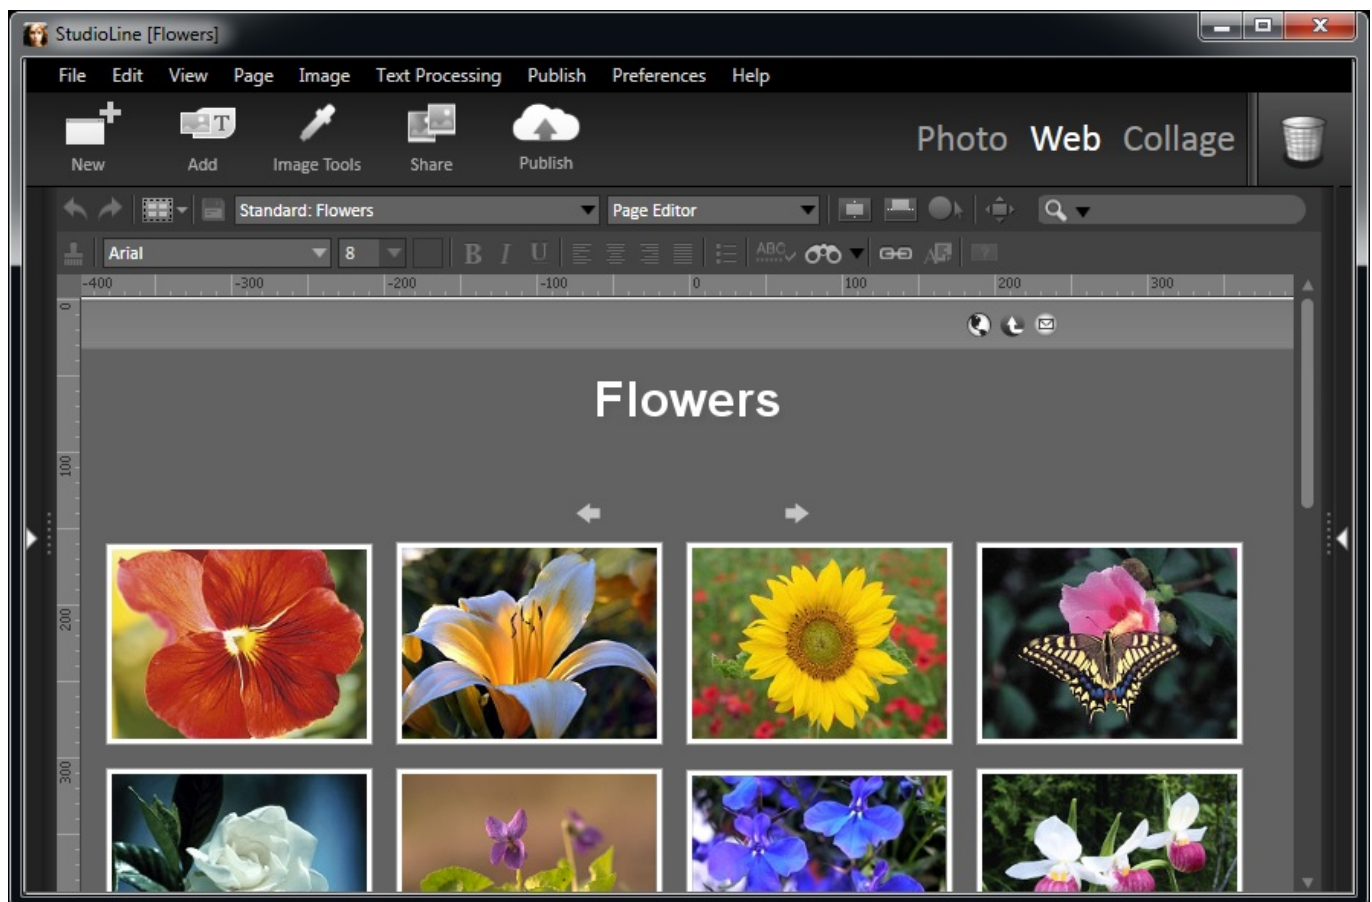 StudioLine [Flowers]
File Edit View Page Image Text Processing Publish Preferences Help
T
New Add Image Tools Share Publish
Photo Web Collage
Standard: Flowers Page Editor
Arial 8 B I U ABC A
-400 -300 -200 -100 0 100 200 300
0
Flowers
100
200
300